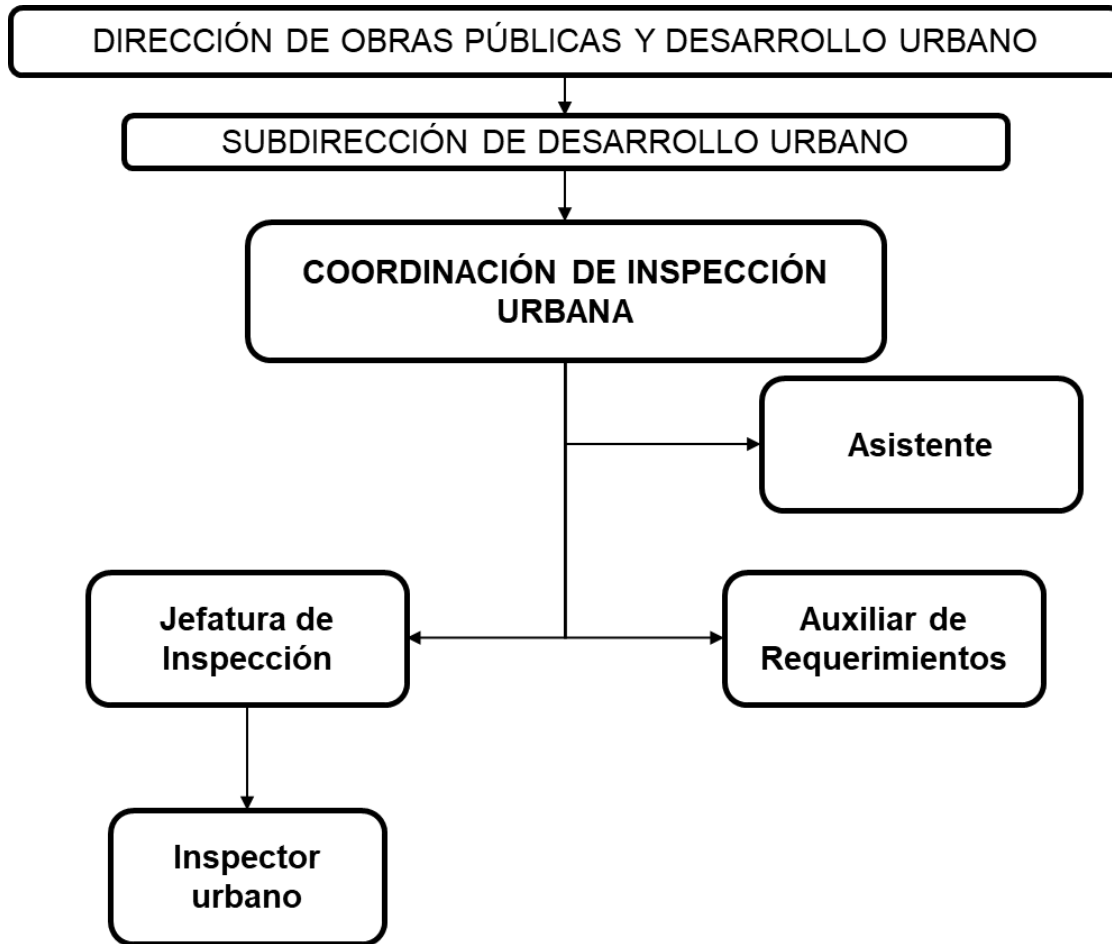 DIRECCIÓN DE OBRAS PÚBLICAS Y DESARROLLO URBANO
SUBDIRECCIÓN DE DESARROLLO URBANO
COORDINACIÓN DE INSPECCIÓN
URBANA
Asistente
Jefatura de
Inspección
Auxiliar de
Requerimientos
Inspector
urbano